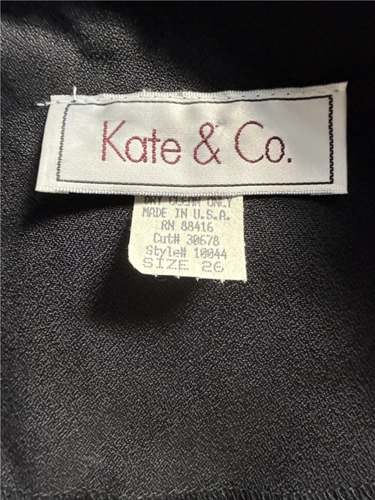 Kate & Co.
DRY CLEAN ONLY
MADE IN U.S.A.
RN 88416
Cut# 30678
Style# 10044
SIZE 26